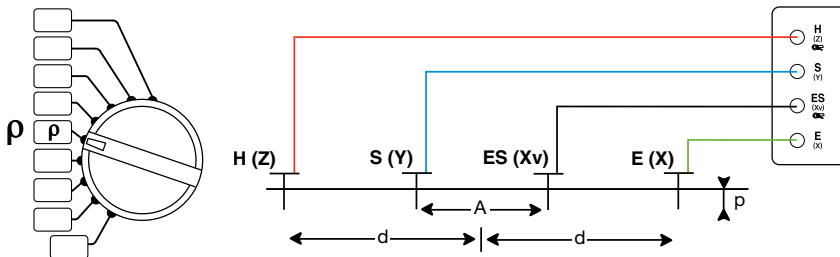 H
(Z)
S
(Y)
ES
(Xv)
E
(X)
ρ ρ
H (Z) S (Y) ES (Xv) E (X)
A p
d d